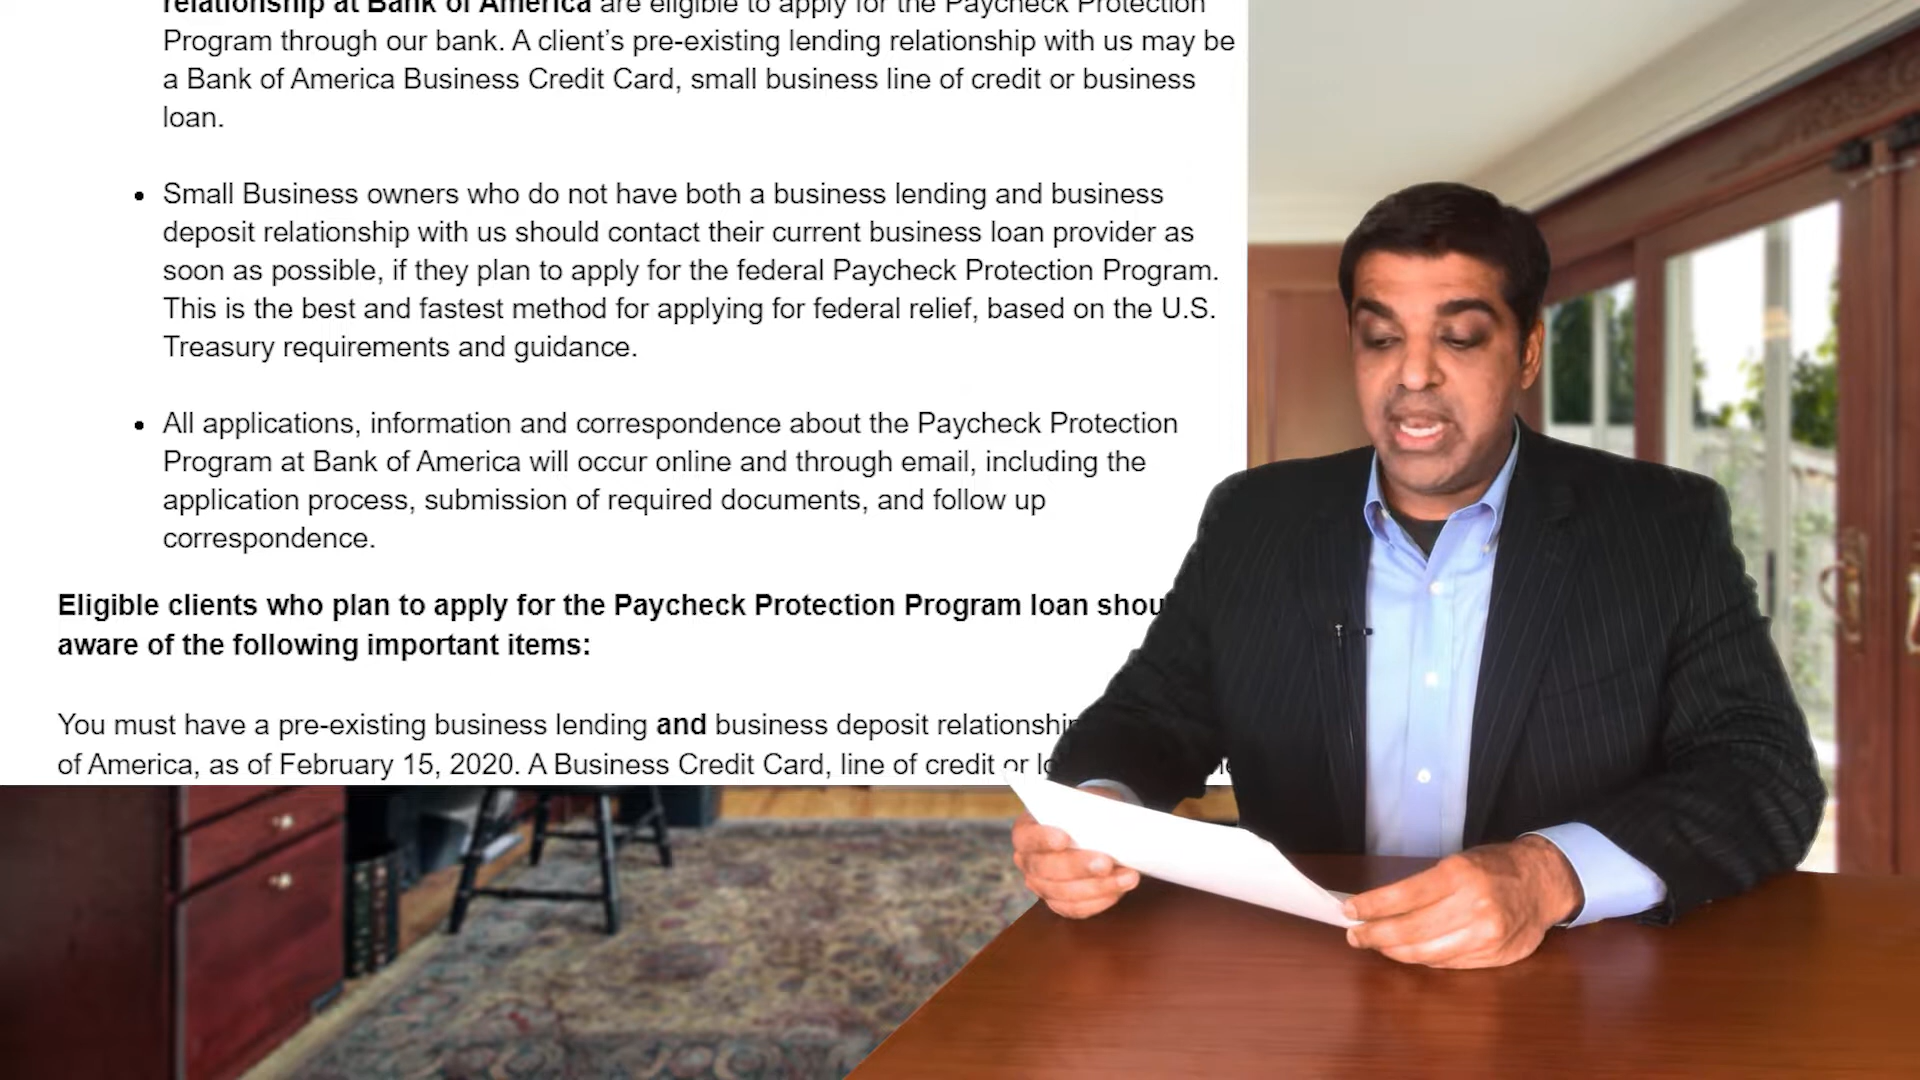 relationship at Bank of America are eligible to apply for the Paycheck Protection
Program through our bank. A client’s pre-existing lending relationship with us may be
a Bank of America Business Credit Card, small business line of credit or business
loan.
• Small Business owners who do not have both a business lending and business
deposit relationship with us should contact their current business loan provider as
soon as possible, if they plan to apply for the federal Paycheck Protection Program.
This is the best and fastest method for applying for federal relief, based on the U.S.
Treasury requirements and guidance.
• All applications, information and correspondence about the Paycheck Protection
Program at Bank of America will occur online and through email, including the
application process, submission of required documents, and follow up
correspondence.
Eligible clients who plan to apply for the Paycheck Protection Program loan
aware of the following important items:
You must have a pre-existing business lending and business deposit relationship
of America, as of February 15, 2020. A Business Credit Card, line of credit or